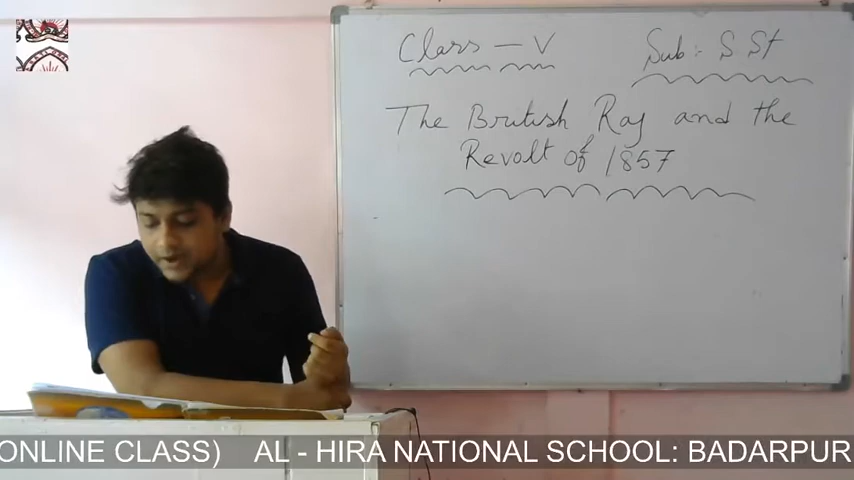 Class - V
Sub:- S St
The British Raj and the
Revolt of 1857
ONLINE CLASS) AL - HIRA NATIONAL SCHOOL: BADARPUR